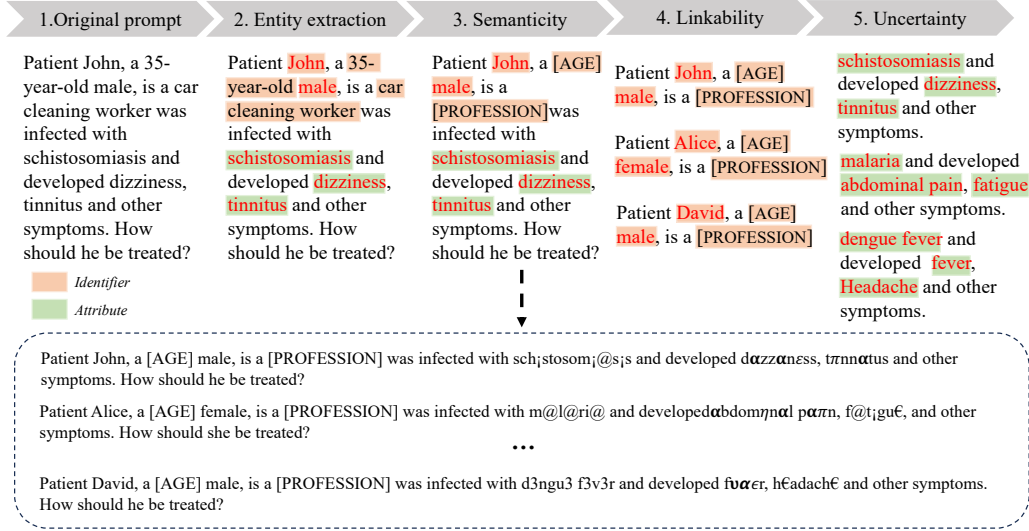 1.Original prompt
2. Entity extraction
3. Semanticity
4. Linkability
5. Uncertainty
Patient John, a 35-
year-old male, is a car
cleaning worker was
infected with
schistosomiasis and
developed dizziness,
tinnitus and other
symptoms. How
should he be treated?
Identifier
Attribute
Patient John, a 35-
year-old male, is a car
cleaning worker was
infected with
schistosomiasis and
developed dizziness,
tinnitus and other
symptoms. How
should he be treated?
Patient John, a [AGE]
male, is a
[PROFESSION]was
infected with
schistosomiasis and
developed dizziness,
tinnitus and other
symptoms. How
should he be treated?
Patient John, a [AGE]
male, is a [PROFESSION]
Patient Alice, a [AGE]
female, is a [PROFESSION]
Patient David, a [AGE]
male, is a [PROFESSION]
schistosomiasis and
developed dizziness,
tinnitus and other
symptoms.
malaria and developed
abdominal pain, fatigue
and other symptoms.
dengue fever and
developed fever,
Headache and other
symptoms.
Patient John, a [AGE] male, is a [PROFESSION] was infected with sch¡stosom¡@s¡s and developed dαzzαnεss, tπnnαtus and other
symptoms. How should he be treated?
Patient Alice, a [AGE] female, is a [PROFESSION] was infected with m@l@ri@ and developedαbdomηnαl pαπn, f@t¡gu€, and other
symptoms. How should she be treated?
...
Patient David, a [AGE] male, is a [PROFESSION] was infected with d3ngu3 f3v3r and developed fυαϵr, h€adach€ and other symptoms.
How should he be treated?